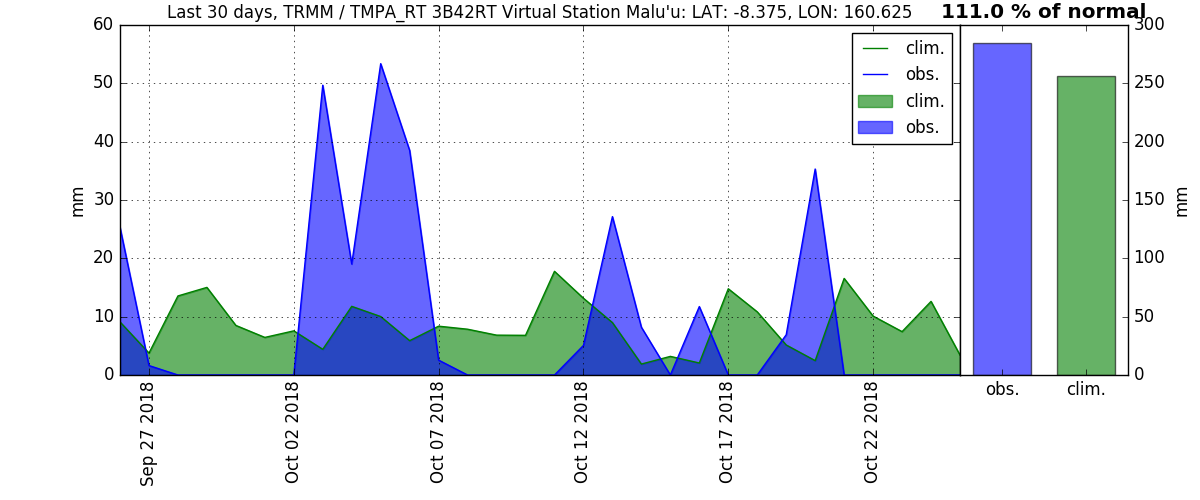 Last 30 days, TRMM / TMPA_RT 3B42RT Virtual Station Malu'u: LAT: -8.375, LON: 160.625
111.0 % of normal
60
50
40
30
20
10
0
mm
clim.
obs.
clim.
obs.
Sep 27 2018
Oct 02 2018
Oct 07 2018
Oct 12 2018
Oct 17 2018
Oct 22 2018
300
250
200
150
100
50
0
mm
obs.
clim.